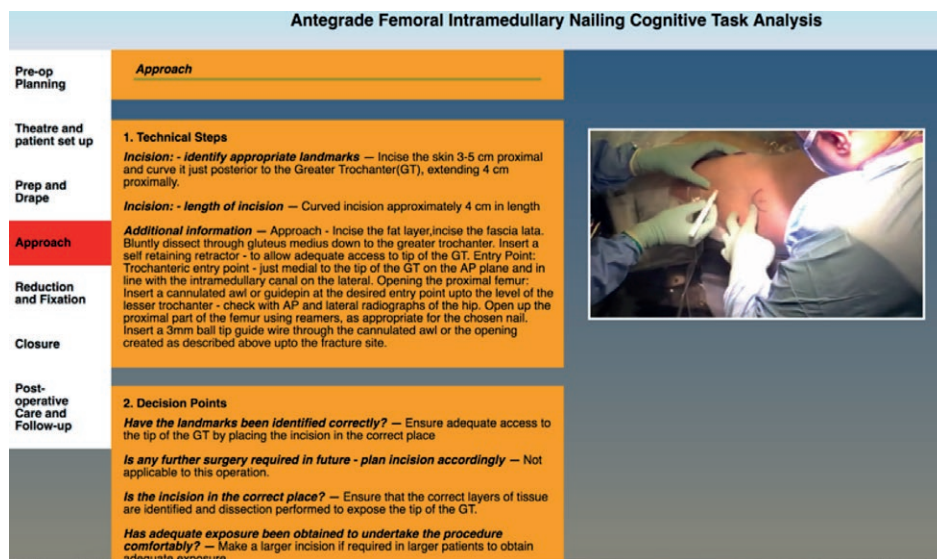 Antegrade Femoral Intramedullary Nailing Cognitive Task Analysis
Pre-op
Planning
Theatre and
patient set up
Prep and
Drape
Approach
Reduction
and Fixation
Closure
Post-
operative
Care and
Follow-up
Approach
1. Technical Steps
Incision: - identify appropriate landmarks — Incise the skin 3-5 cm proximal
and curve it just posterior to the Greater Trochanter(GT), extending 4 cm
proximally.
Incision: - length of incision — Curved incision approximately 4 cm in length
Additional information — Approach - Incise the fat layer,incise the fascia lata.
Bluntly dissect through gluteus medius down to the greater trochanter. Insert a
self retaining retractor - to allow adequate access to tip of the GT. Entry Point:
Trochanteric entry point - just medial to the tip of the GT on the AP plane and in
line with the intramedullary canal on the lateral. Opening the proximal femur:
Insert a cannulated awl or guidepin at the desired entry point upto the level of the
lesser trochanter - check with AP and lateral radiographs of the hip. Open up the
proximal part of the femur using reamers, as appropriate for the chosen nail.
Insert a 3mm ball tip guide wire through the cannulated awl or the opening
created as described above upto the fracture site.
2. Decision Points
Have the landmarks been identified correctly? — Ensure adequate access to
the tip of the GT by placing the incision in the correct place
Is any further surgery required in future - plan incision accordingly — Not
applicable to this operation.
Is the incision in the correct place? — Ensure that the correct layers of tissue
are identified and dissection performed to expose the tip of the GT.
Has adequate exposure been obtained to undertake the procedure
comfortably? — Make a larger incision if required in larger patients to obtain
adequate exposure